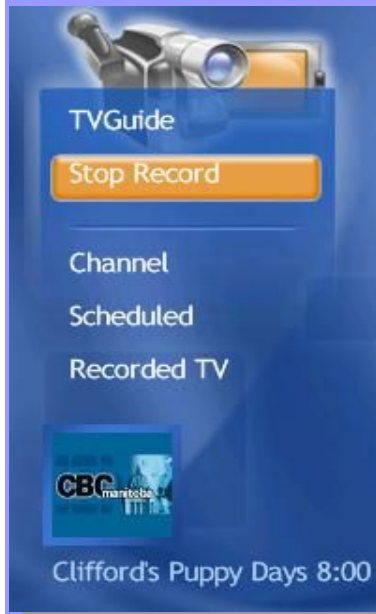 TVGuide
Stop Record
Channel
Scheduled
Recorded TV
CBC manitoba
Clifford's Puppy Days 8:00